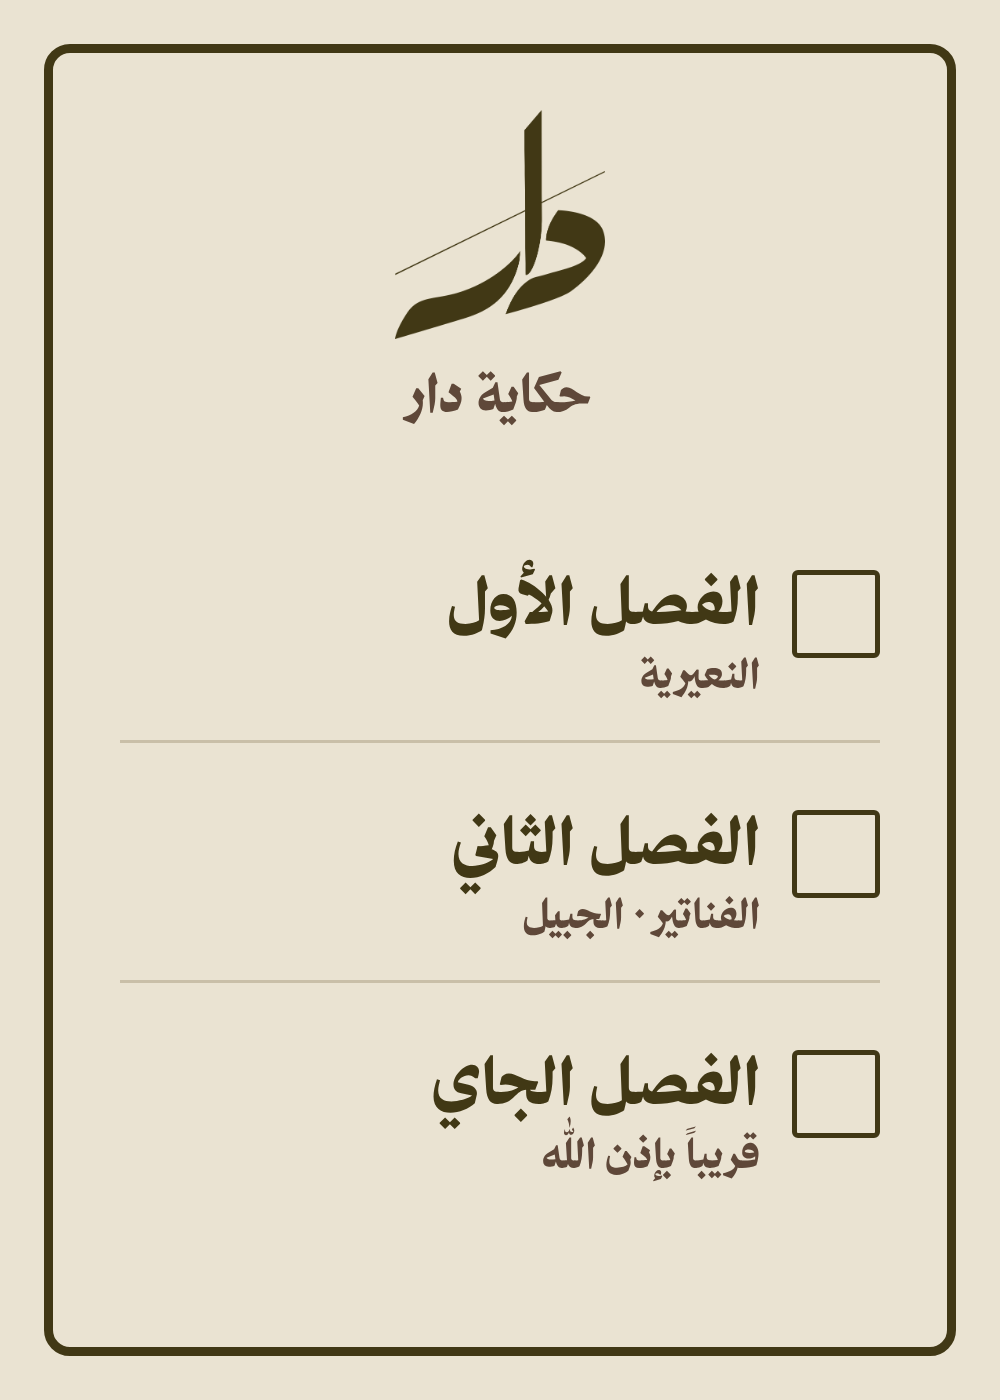 دار
حكاية دار
الفصل الأول
النعيرية
الفصل الثاني
الفناتير · الجبيل
الفصل الجاي
قريباً بإذن الله